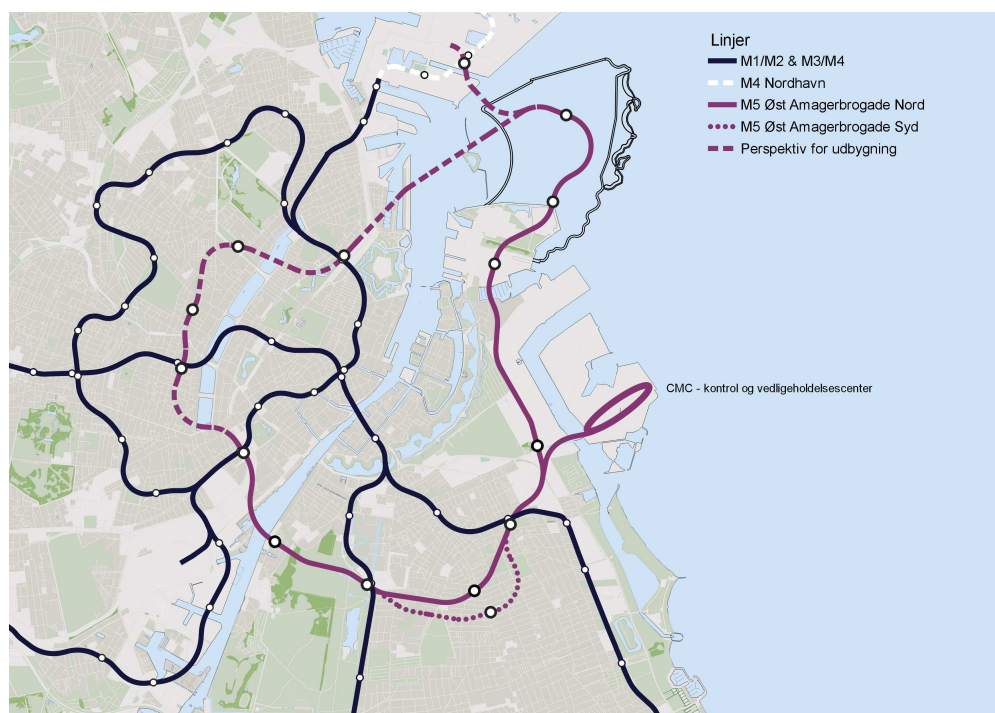 Linjer
M1/M2 & M3/M4
M4 Nordhavn
M5 Øst Amagerbrogade Nord
M5 Øst Amagerbrogade Syd
Perspektiv for udbygning
CMC - kontrol og vedligeholdelsescenter